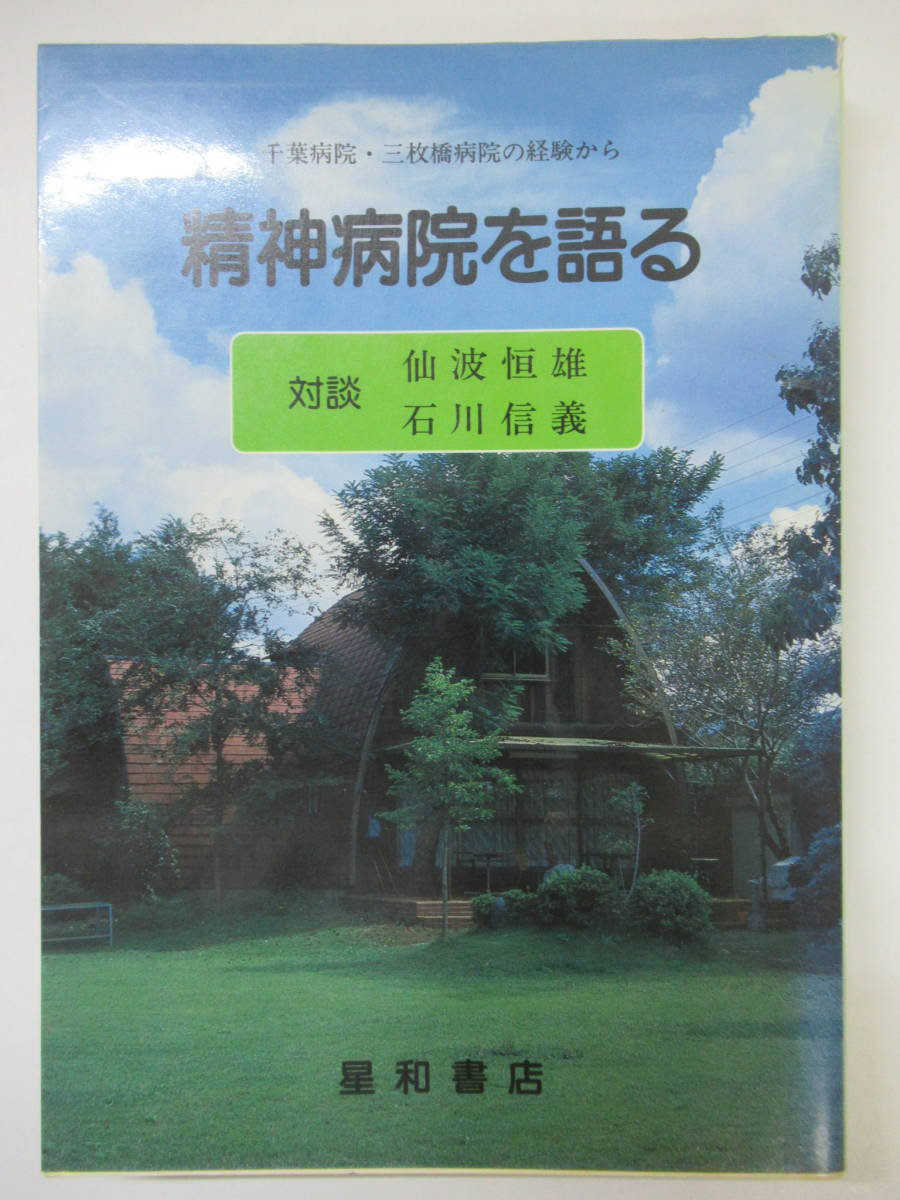 千葉病院・三枚橋病院の経験から
精神病院を語る
対談
仙波恒雄
石川信義
星和書店